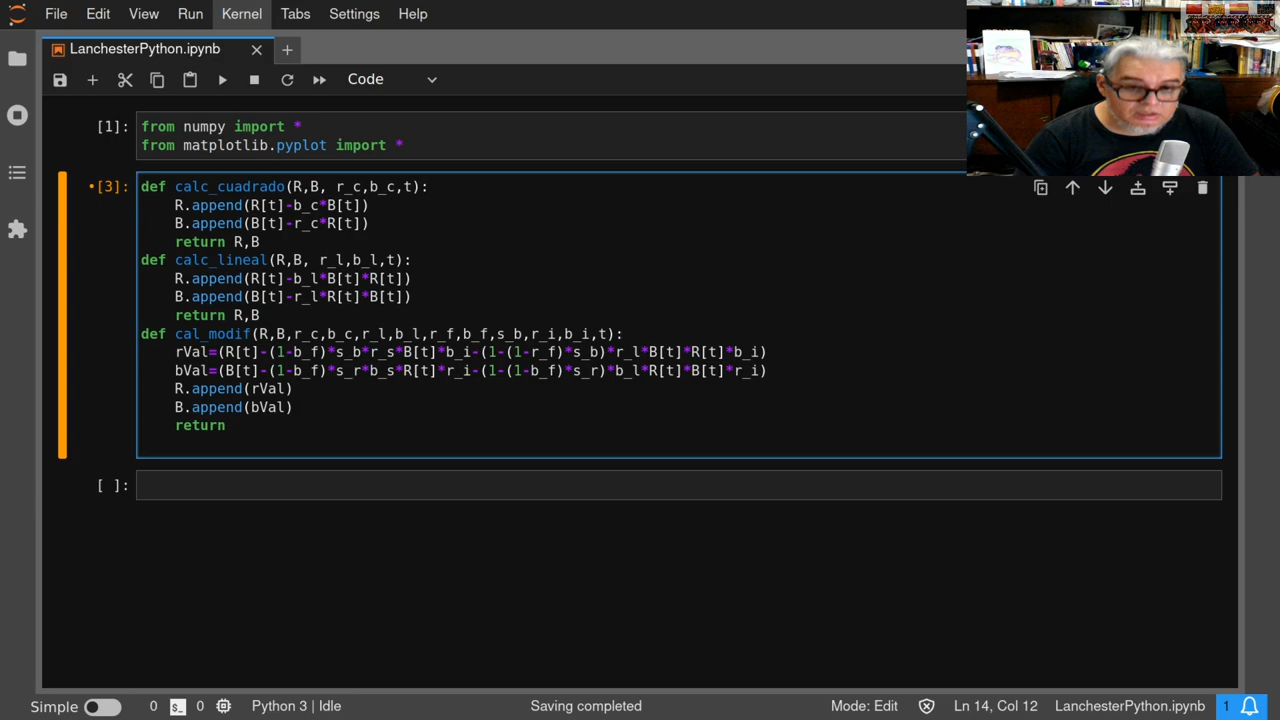 File Edit View Run Kernel Tabs Settings Help
LanchesterPython.ipynb
Code
[1]:
from numpy import *
from matplotlib.pyplot import *
[3]:
def calc_cuadrado(R,B, r_c,b_c,t):
R.append(R[t]-b_c*B[t])
B.append(B[t]-r_c*R[t])
return R,B
def calc_lineal(R,B, r_l,b_l,t):
R.append(R[t]-b_l*B[t]*R[t])
B.append(B[t]-r_l*R[t]*B[t])
return R,B
def cal_modif(R,B,r_c,b_c,r_l,b_l,r_f,b_f,s_b,r_i,b_i,t):
rVal=(R[t]-(1-b_f)*s_b*r_s*B[t]*b_i-(1-(1-r_f)*s_b)*r_l*B[t]*R[t]*b_i)
bVal=(B[t]-(1-b_f)*s_r*b_s*R[t]*r_i-(1-(1-b_f)*s_r)*b_l*R[t]*B[t]*r_i)
R.append(rVal)
B.append(bVal)
return
[ ]:
Simple 0 $_ 0 Python 3 | Idle Saving completed Mode: Edit Ln 14, Col 12 LanchesterPython.ipynb 1